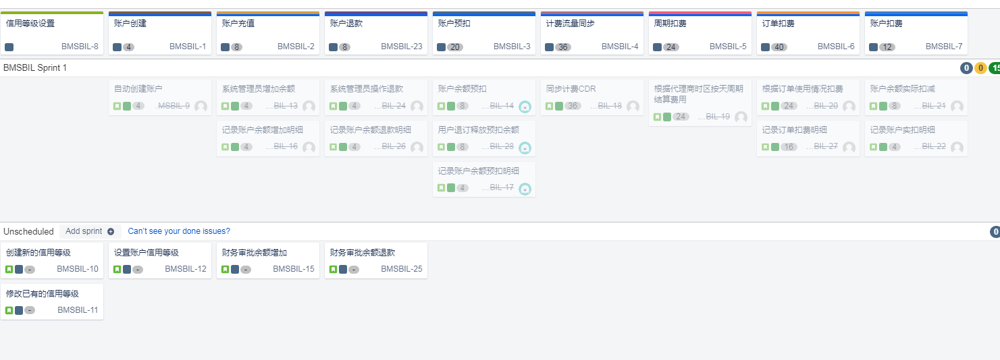 信用等级设置
BMSBIL-8
账户创建
4
BMSBIL-1
账户充值
8
BMSBIL-2
账户退款
8
BMSBIL-23
账户预扣
20
BMSBIL-3
计费流量同步
36
BMSBIL-4
周期扣费
24
BMSBIL-5
订单扣费
40
BMSBIL-6
账户扣费
12
BMSBIL-7
BMSBIL Sprint 1
0
0
15
自动创建账户
4
…MSBIL-9
系统管理员增加余额
4
…BIL-13
系统管理员操作退款
4
…BIL-24
账户余额预扣
8
…BIL-14
同步计费CDR
36
…BIL-18
根据代理商时区按天周期
结算费用
24
…BIL-19
根据订单使用情况扣费
24
…BIL-20
账户余额实际扣减
8
…BIL-21
记录账户余额增加明细
4
…BIL-16
记录账户余额退款明细
4
…BIL-26
用户退订释放预扣余额
8
…BIL-28
记录订单扣费明细
16
…BIL-27
记录账户实扣明细
4
…BIL-22
记录账户余额预扣明细
4
…BIL-17
Unscheduled
Add sprint
Can't see your done issues?
0
创建新的信用等级
-
BMSBIL-10
设置账户信用等级
-
BMSBIL-12
财务审批余额增加
-
BMSBIL-15
财务审批余额退款
-
BMSBIL-25
修改已有的信用等级
-
BMSBIL-11